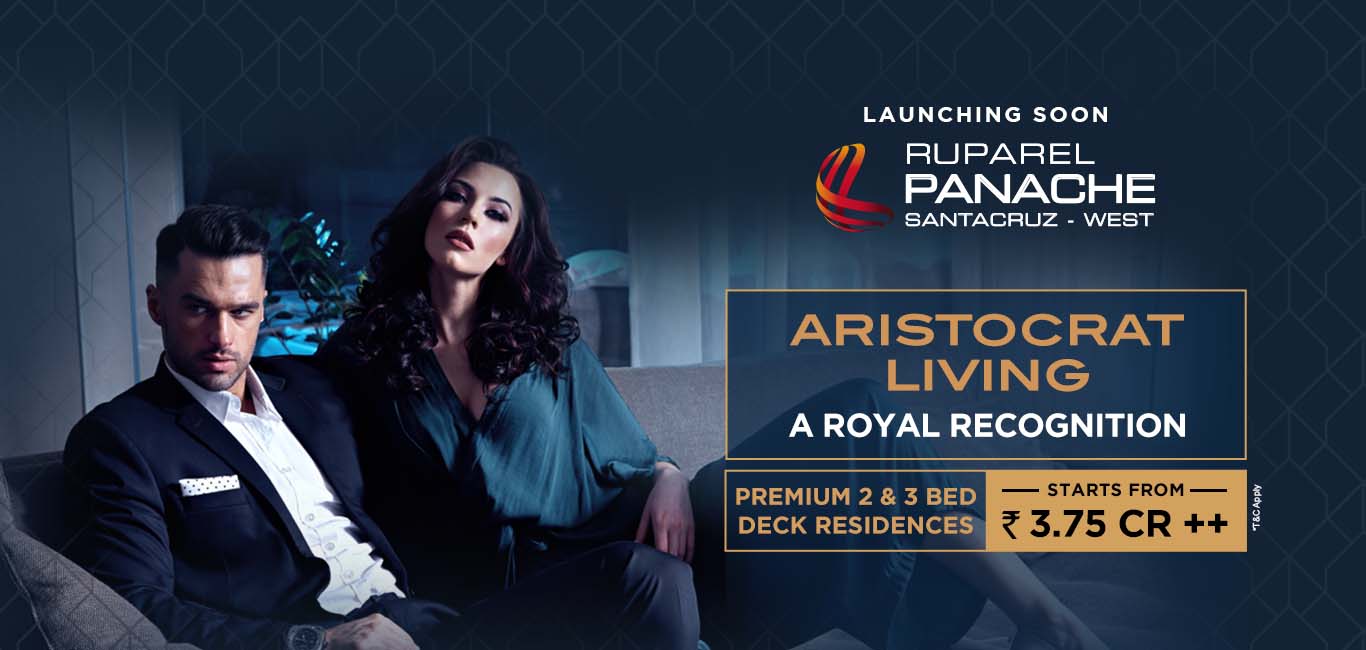 LAUNCHING SOON
RUPAREL
PANACHE
SANTACRUZ - WEST
ARISTOCRAT
LIVING
A ROYAL RECOGNITION
PREMIUM 2 & 3 BED
DECK RESIDENCES
STARTS FROM
₹ 3.75 CR ++
*T&C Apply